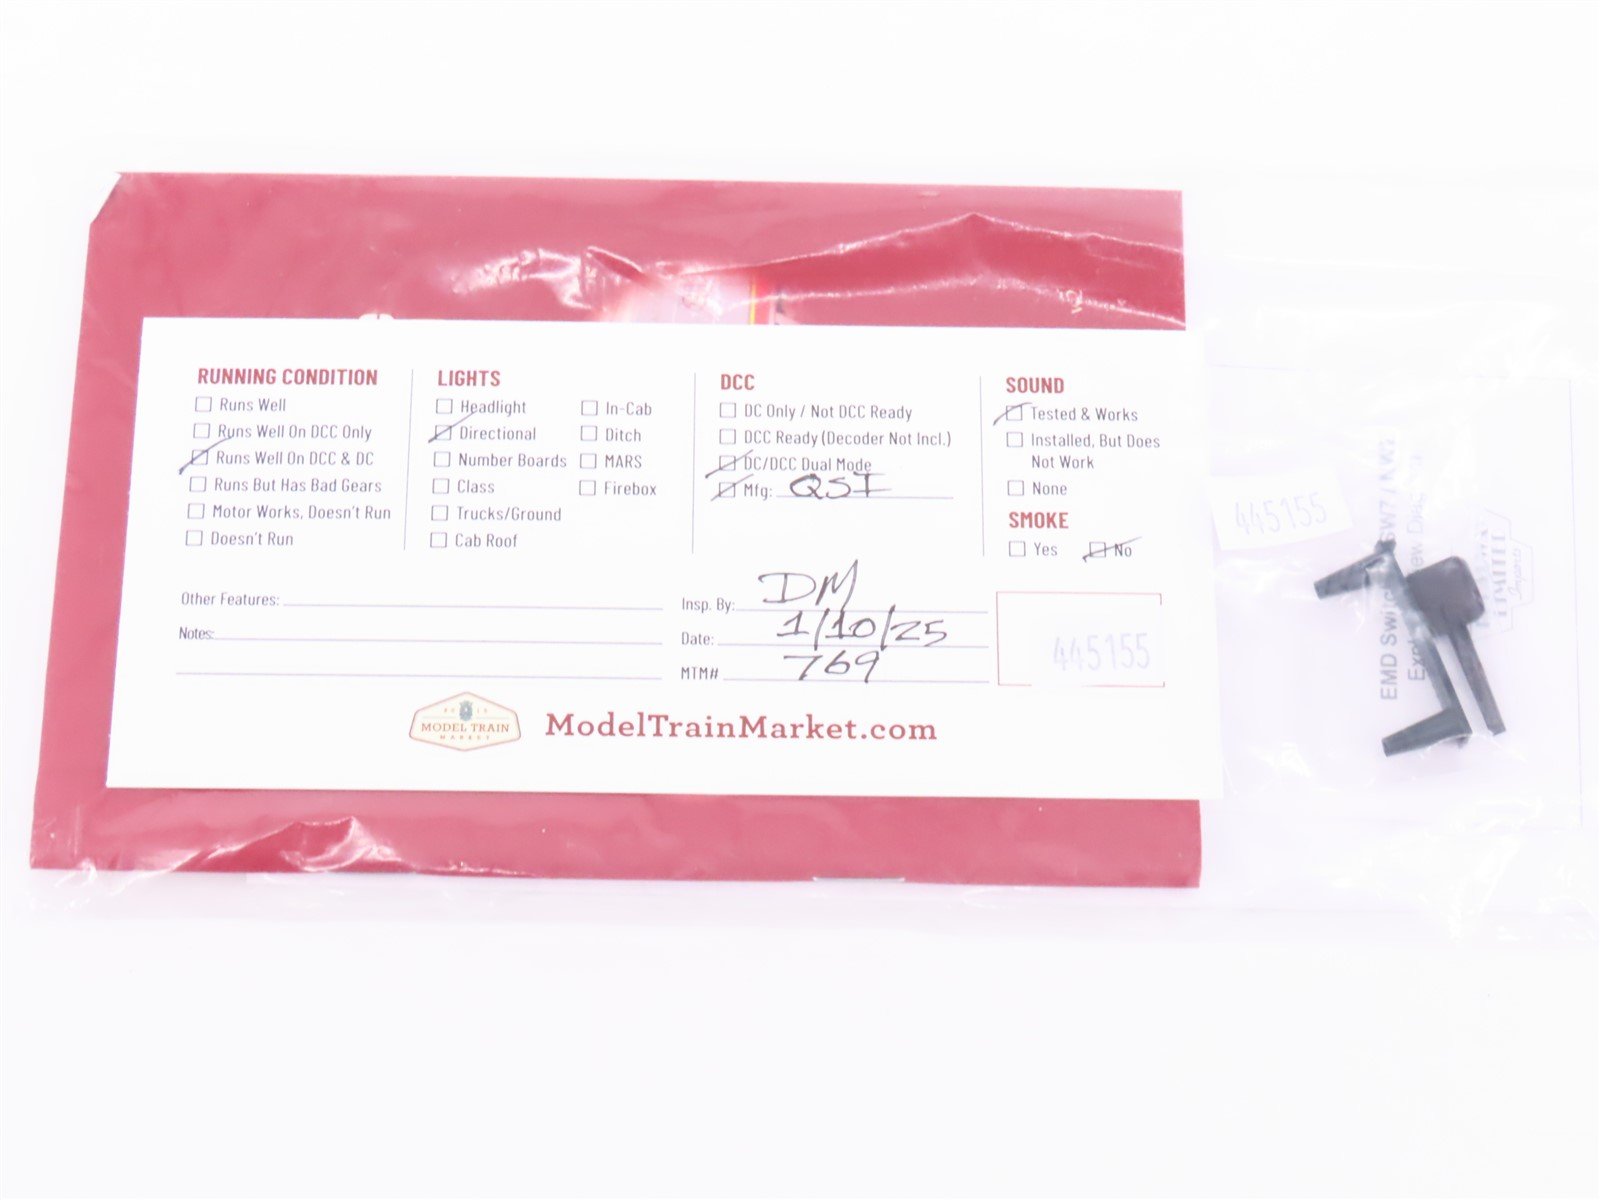 RUNNING CONDITION
Runs Well
Runs Well On DCC Only
Runs Well On DCC & DC
Runs But Has Bad Gears
Motor Works, Doesn't Run
Doesn't Run
LIGHTS
Headlight
Directional
Number Boards
Class
Trucks/Ground
Cab Roof
In-Cab
Ditch
MARS
Firebox
DCC
DC Only / Not DCC Ready
DCC Ready (Decoder Not Incl.)
DC/DCC Dual Mode
Mfg: QSI
SOUND
Tested & Works
Installed, But Does
Not Work
None
SMOKE
Yes No
Other Features:
Notes:
Insp. By: DM
Date: 1/10/25
MTM# 769
445155
MODEL TRAIN
MARKET
ModelTrainMarket.com
445155
EMD
LIMITED